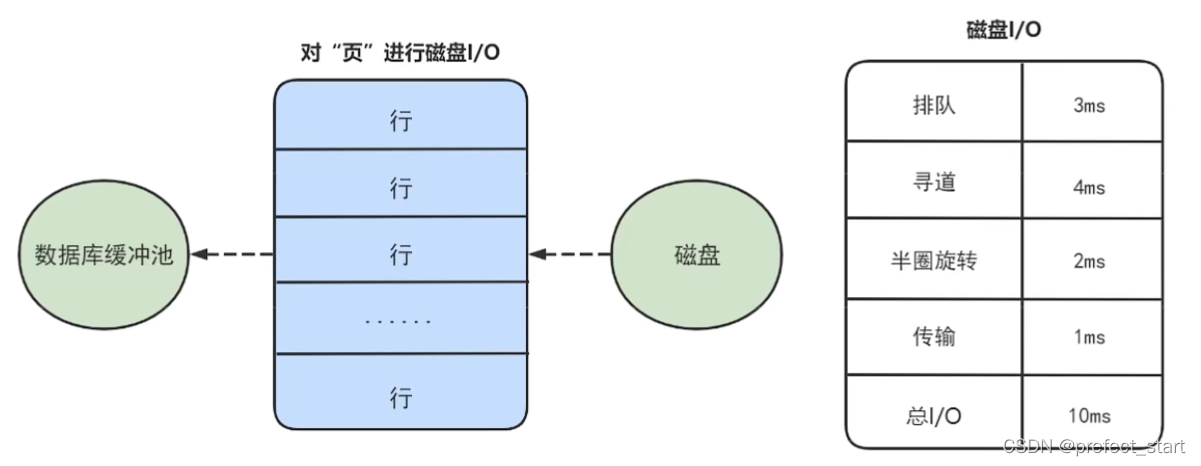 对“页”进行磁盘I/O
行
行
行
······
行
数据库缓冲池
磁盘
磁盘I/O
排队 3ms
寻道 4ms
半圈旋转 2ms
传输 1ms
总I/O 10ms
CSDN @prefect_start